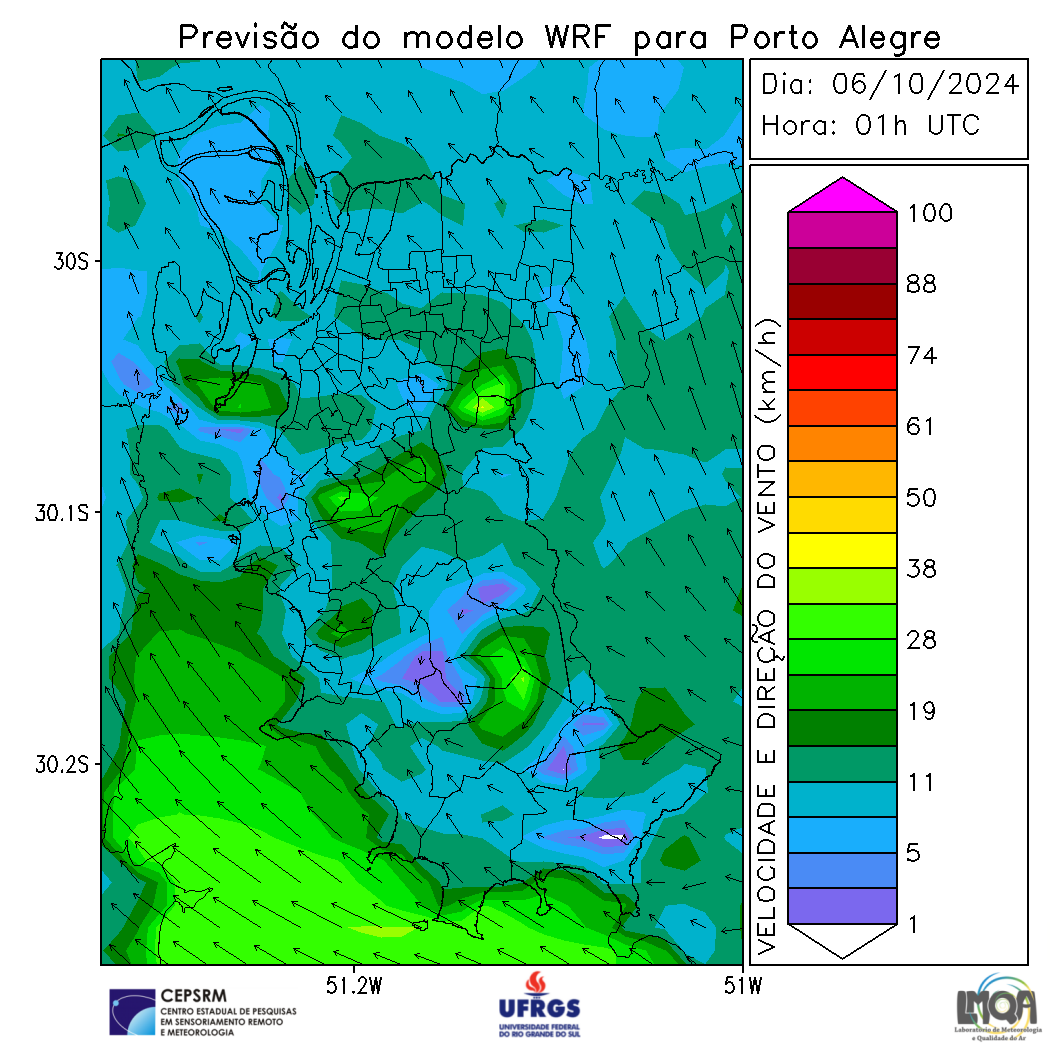 Previsão do modelo WRF para Porto Alegre
Dia: 06/10/2024
Hora: 01h UTC
30S
30.1S
30.2S
51.2W
51W
VELOCIDADE E DIREÇÃO DO VENTO (km/h)
100
88
74
61
50
38
28
19
11
5
1
CEPSRM
CENTRO ESTADUAL DE PESQUISAS
EM SENSORIAMENTO REMOTO
E METEOROLOGIA
UFRGS
UNIVERSIDADE FEDERAL
DO RIO GRANDE DO SUL
LMQA
Laboratório de Meteorologia
e Qualidade do Ar